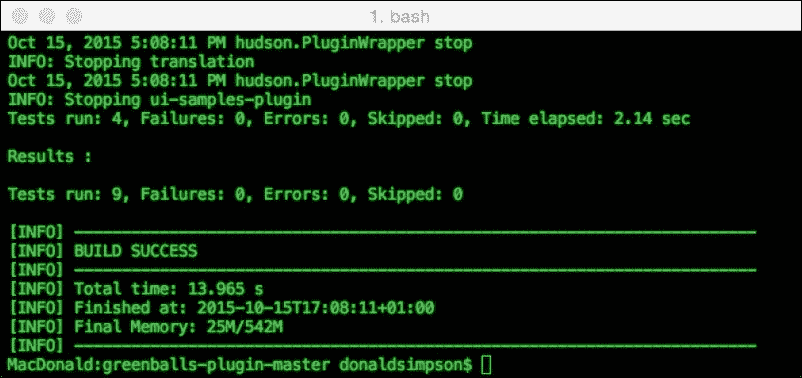 1. bash
Oct 15, 2015 5:08:11 PM hudson.PluginWrapper stop
INFO: Stopping translation
Oct 15, 2015 5:08:11 PM hudson.PluginWrapper stop
INFO: Stopping ui-samples-plugin
Tests run: 4, Failures: 0, Errors: 0, Skipped: 0, Time elapsed: 2.14 sec
Results :
Tests run: 9, Failures: 0, Errors: 0, Skipped: 0
[INFO] ------------------------------------------------------------------------
[INFO] BUILD SUCCESS
[INFO] ------------------------------------------------------------------------
[INFO] Total time: 13.965 s
[INFO] Finished at: 2015-10-15T17:08:11+01:00
[INFO] Final Memory: 25M/542M
[INFO] ------------------------------------------------------------------------
MacDonald:greenballs-plugin-master donaldsimpson$